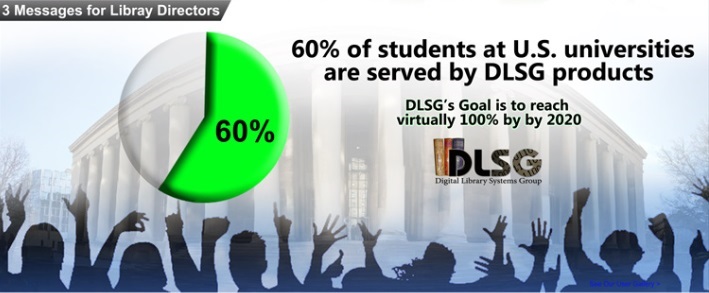 3 Messages for Libray Directors
60% of students at U.S. universities
are served by DLSG products
60%
DLSG's Goal is to reach
virtually 100% by by 2020
DLSG
Digital Library Systems Group